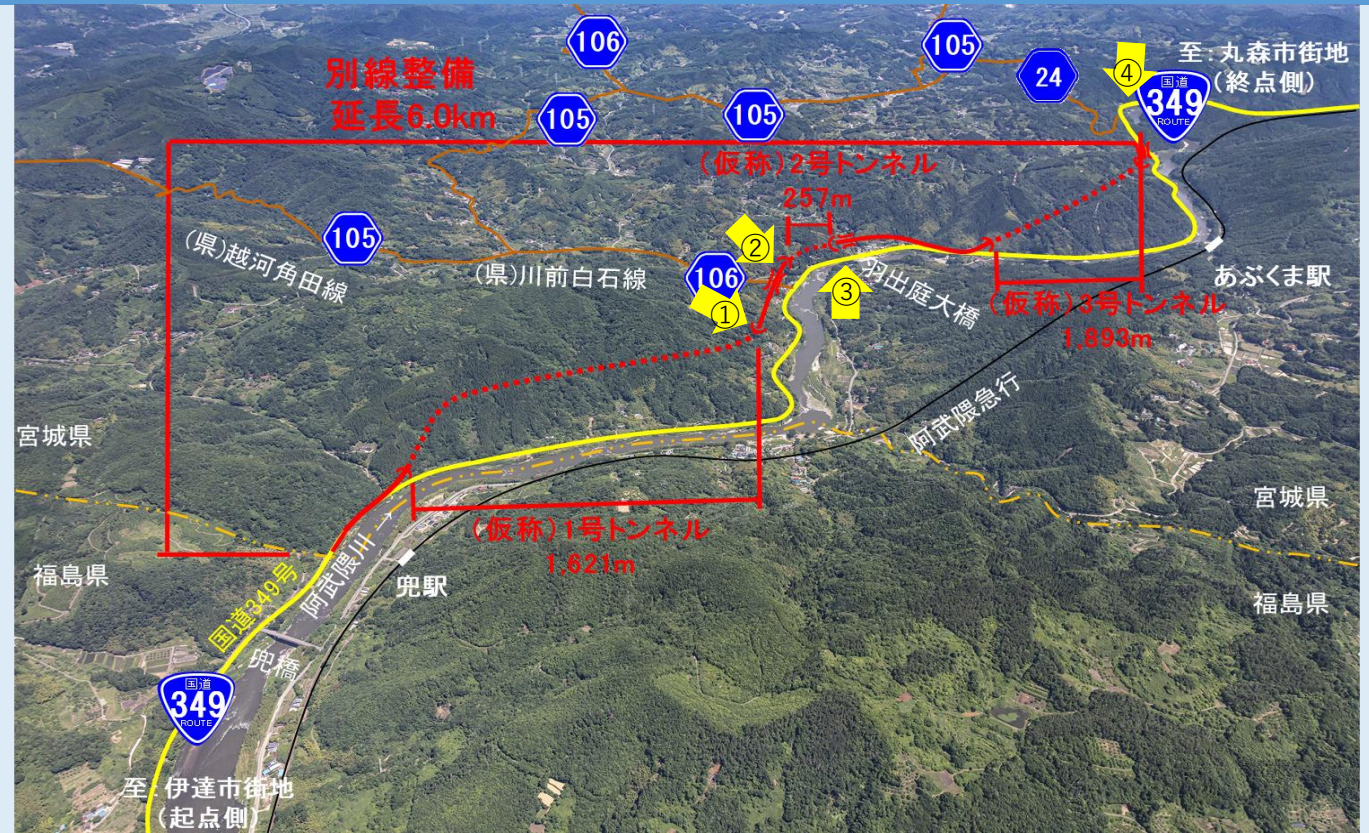 106
105
至：丸森市街地
（終点側）
別線整備
延長6.0km
24
④
国道
349
ROUTE
105
105
（仮称）2号トンネル
257m
（県）越河角田線
105
（県）川前白石線
②
106
①
③
羽出庭大橋
あぶくま駅
（仮称）3号トンネル
1,893m
阿武隈急行
宮城県
宮城県
（仮称）1号トンネル
1,621m
福島県
国道349号
阿武隈川
兜駅
福島県
兜橋
国道
349
ROUTE
至：伊達市街地
（起点側）